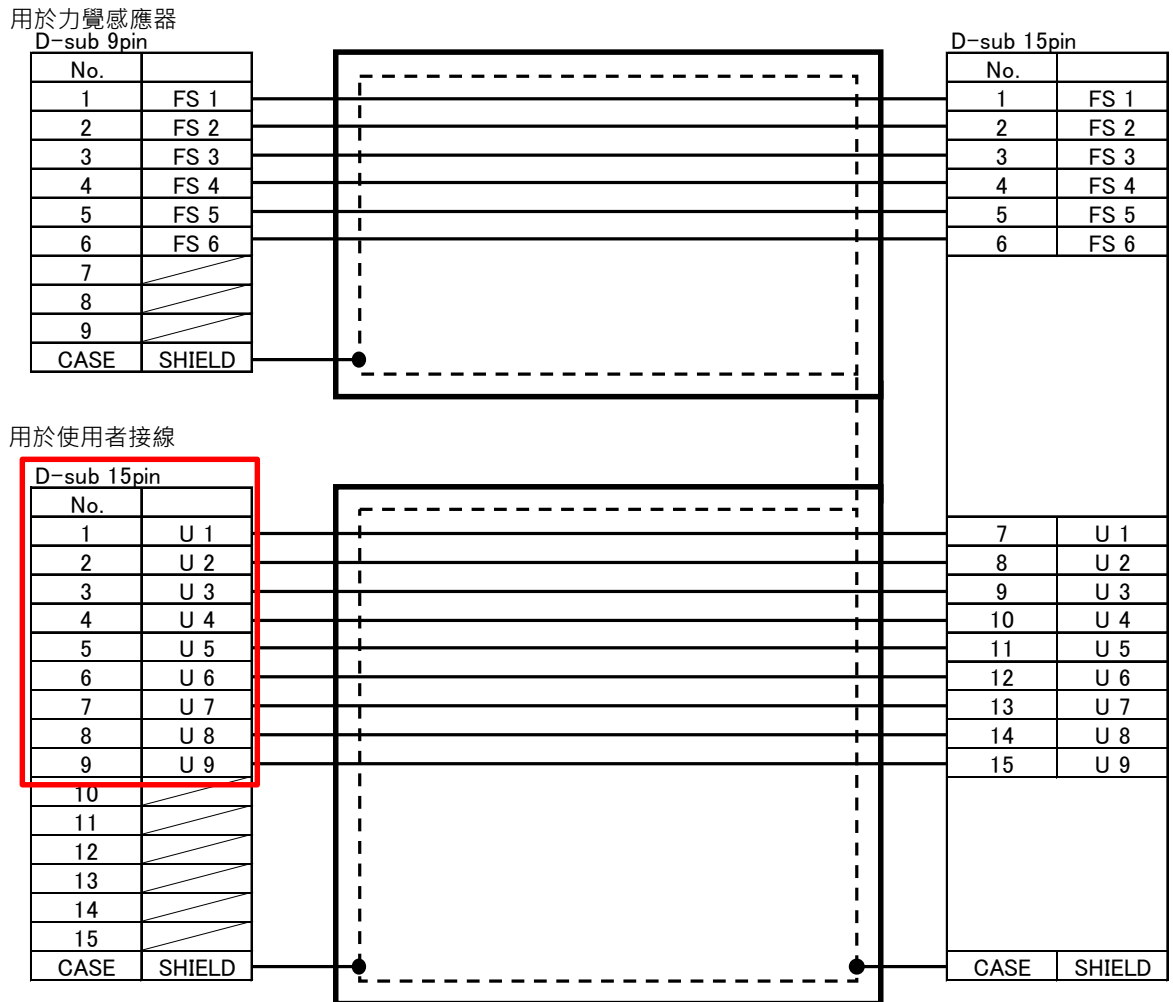 用於力覺感應器
D-sub 9pin
No.
1 FS 1
2 FS 2
3 FS 3
4 FS 4
5 FS 5
6 FS 6
7
8
9
CASE SHIELD
D-sub 15pin
No.
1 FS 1
2 FS 2
3 FS 3
4 FS 4
5 FS 5
6 FS 6
7 U 1
8 U 2
9 U 3
10 U 4
11 U 5
12 U 6
13 U 7
14 U 8
15 U 9
CASE SHIELD
用於使用者接線
D-sub 15pin
No.
1 U 1
2 U 2
3 U 3
4 U 4
5 U 5
6 U 6
7 U 7
8 U 8
9 U 9
10
11
12
13
14
15
CASE SHIELD